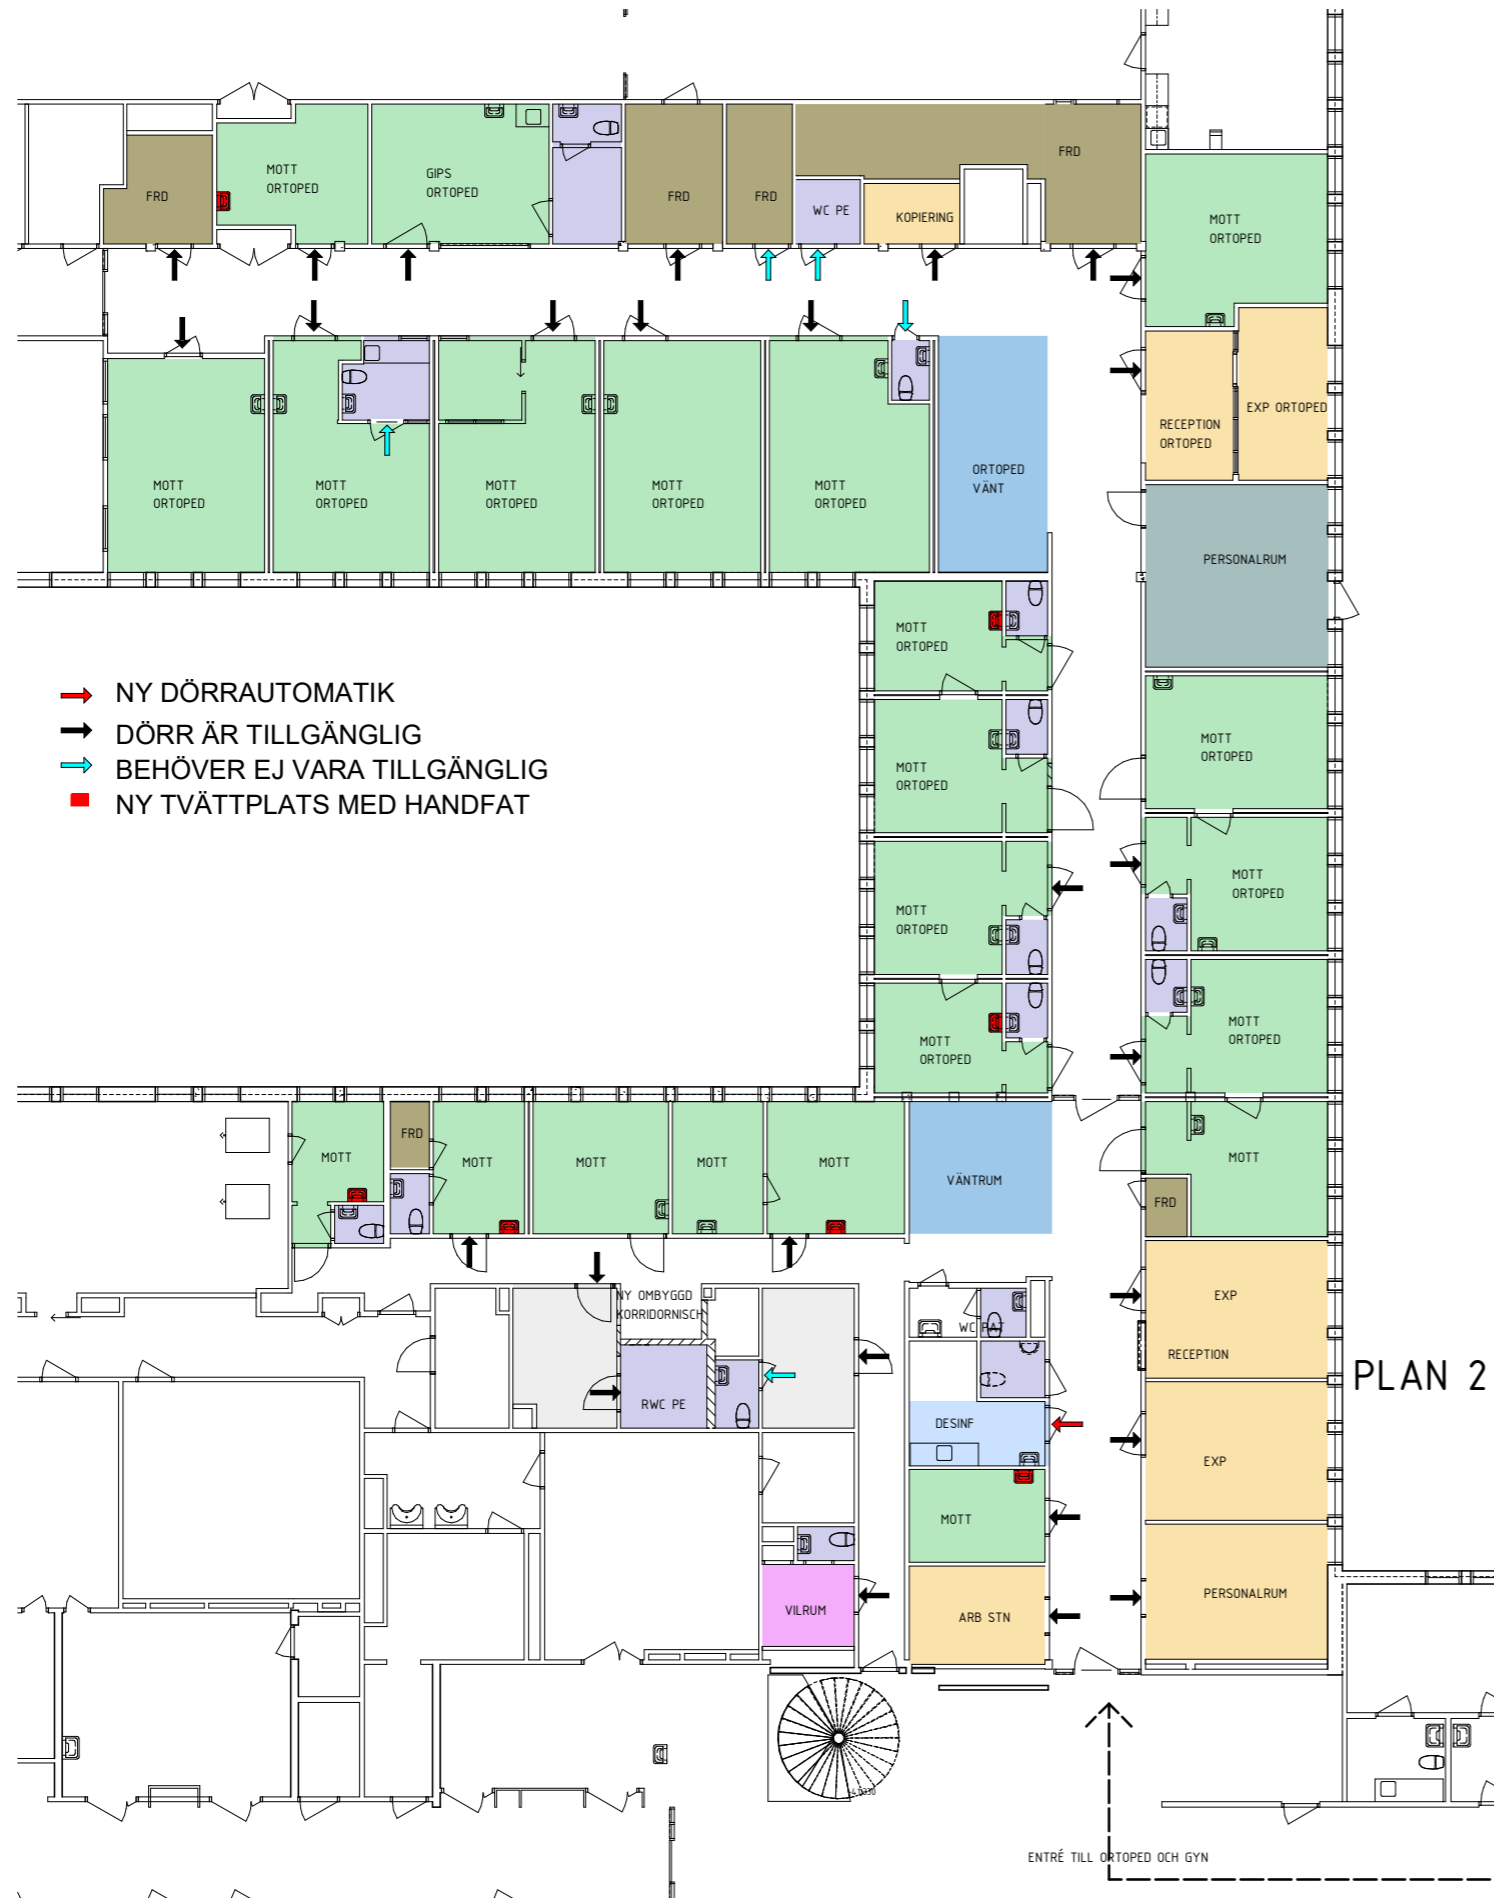 FRD
MOTT
ORTOPED
GIPS
ORTOPED
FRD
FRD
WC PE
KOPIERING
FRD
MOTT
ORTOPED
RECEPTION
ORTOPED
EXP ORTOPED
MOTT
ORTOPED
MOTT
ORTOPED
MOTT
ORTOPED
MOTT
ORTOPED
MOTT
ORTOPED
ORTOPED
VÄNT
PERSONALRUM
MOTT
ORTOPED
NY DÖRRAUTOMATIK
DÖRR ÄR TILLGÄNGLIG
BEHÖVER EJ VARA TILLGÄNGLIG
NY TVÄTTPLATS MED HANDFAT
MOTT
ORTOPED
MOTT
ORTOPED
MOTT
ORTOPED
MOTT
ORTOPED
MOTT
ORTOPED
MOTT
ORTOPED
MOTT
FRD
MOTT
MOTT
MOTT
MOTT
VÄNTRUM
MOTT
FRD
NY OMBYGGD
KORRIDORNISCH
WC PAT
EXP
RECEPTION
PLAN 2
RWC PE
DESINF
EXP
MOTT
VILRUM
ARB STN
PERSONALRUM
ENTRÉ TILL ORTOPED OCH GYN